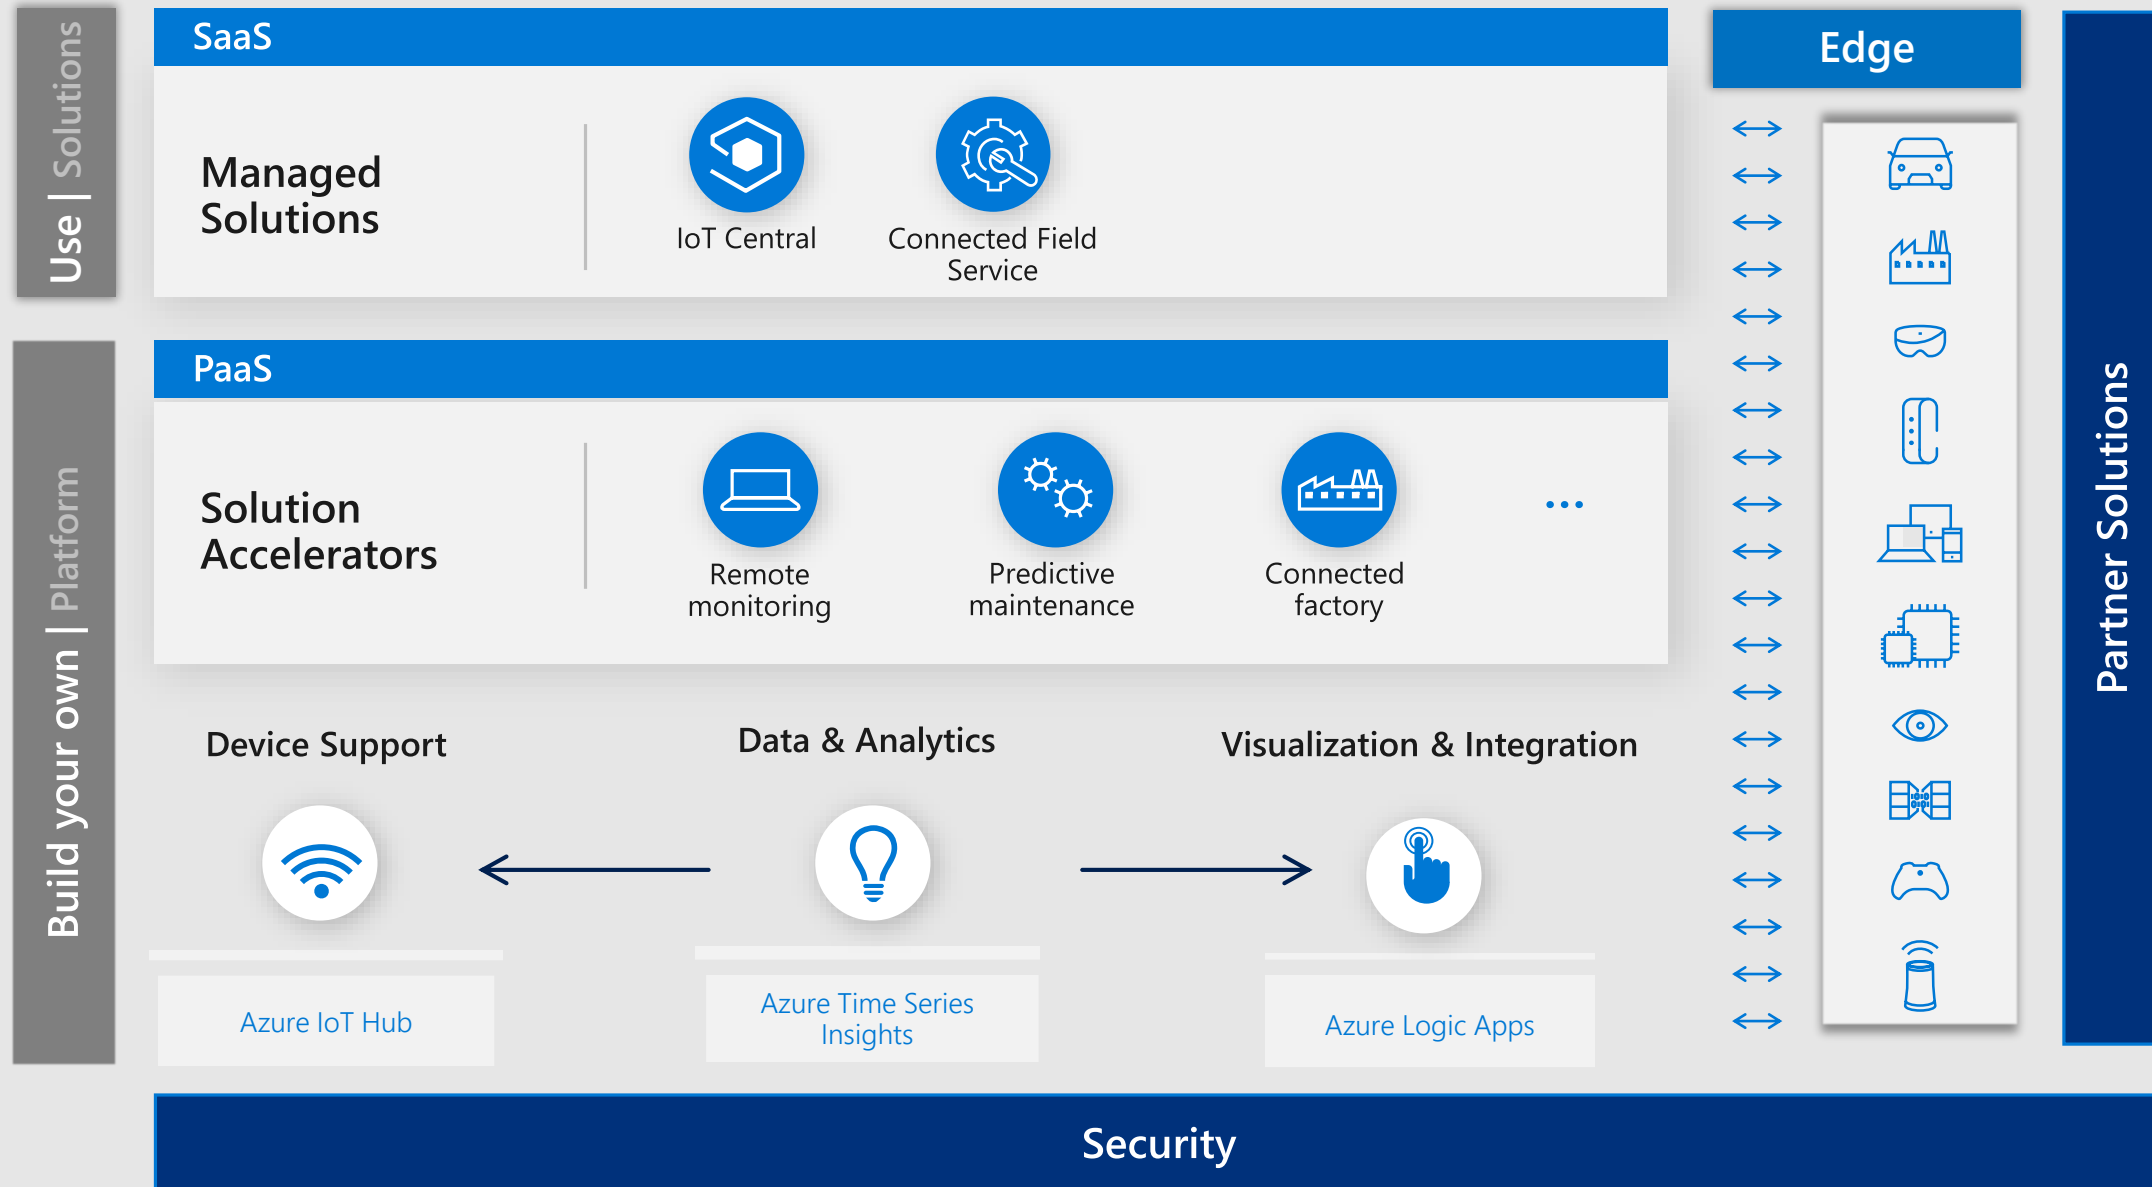 Use | Solutions
SaaS
Managed
Solutions
IoT Central
Connected Field
Service
Build your own | Platform
PaaS
Solution
Accelerators
Remote
monitoring
Predictive
maintenance
Connected
factory
...
Device Support
Data & Analytics
Visualization & Integration
Azure IoT Hub
Azure Time Series
Insights
Azure Logic Apps
Edge
Partner Solutions
Security